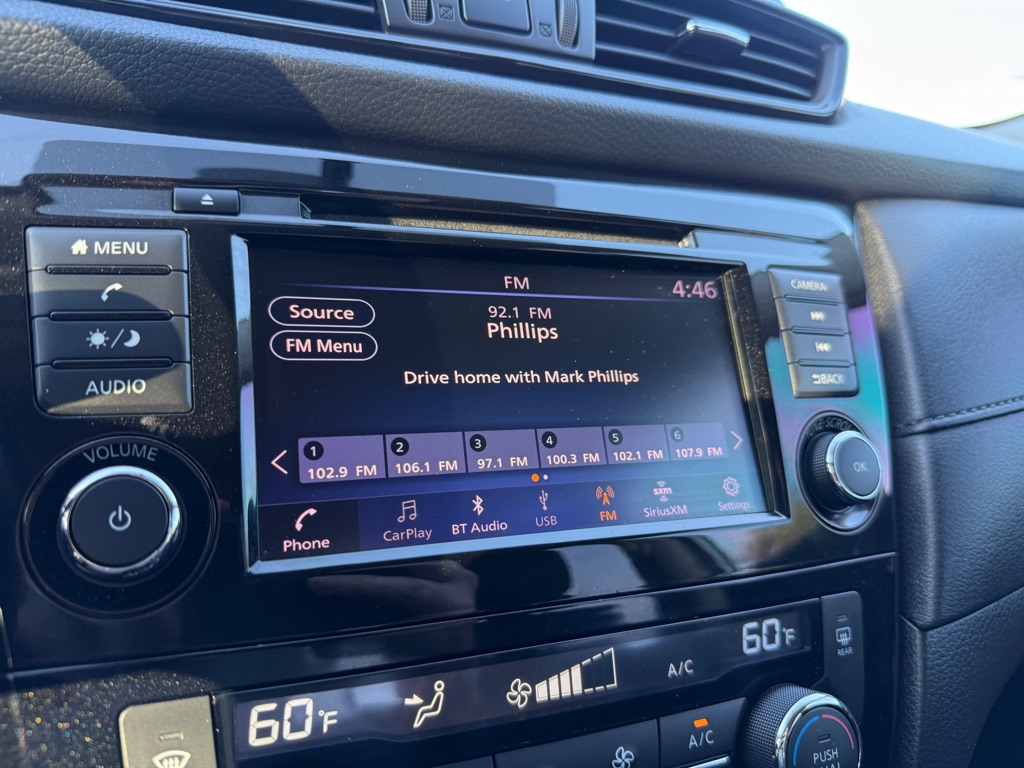 MENU
AUDIO
VOLUME
FM
4:46
Source
92.1 FM
Phillips
FM Menu
Drive home with Mark Phillips
1 2 3 4 5 6
102.9 FM 106.1 FM 97.1 FM 100.3 FM 102.1 FM 107.9 FM
Phone CarPlay BT Audio USB FM sxm SiriusXM Settings
CAMERA
BACK
SCROLL
OK
60°F
A/C
60°F
REAR
A/C
PUSH